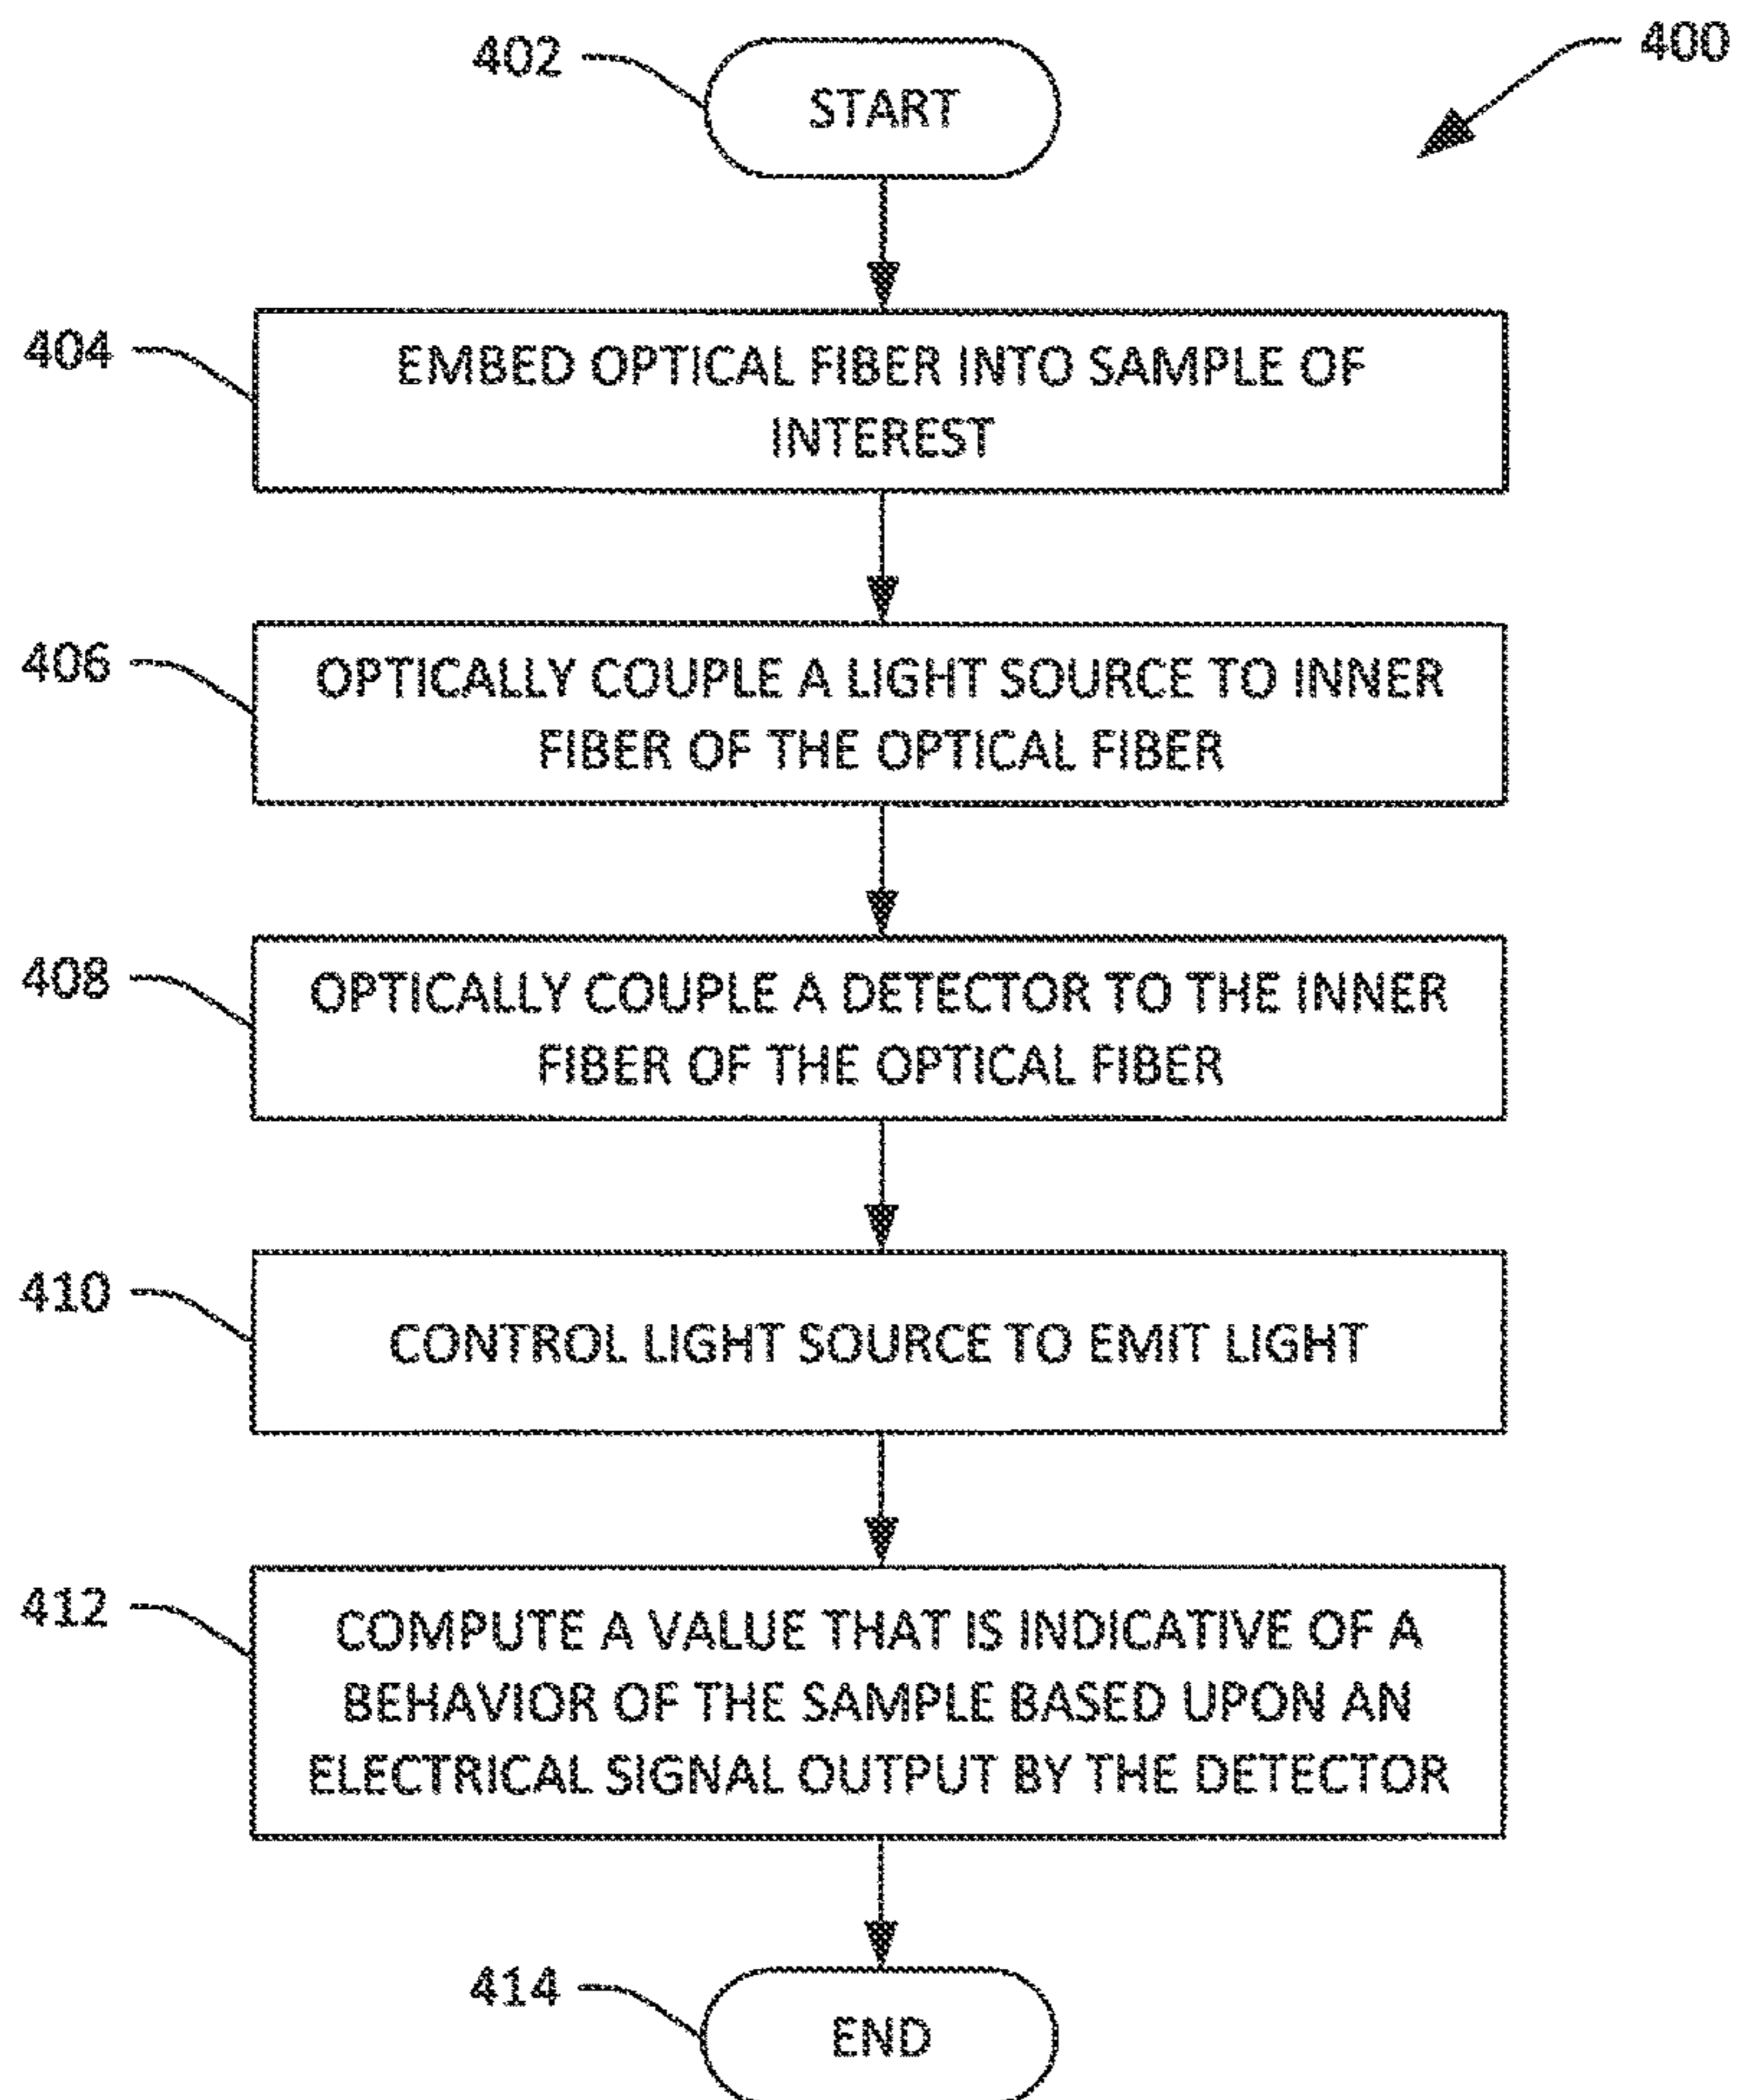 402
START
400
404
EMBED OPTICAL FIBER INTO SAMPLE OF
INTEREST
406
OPTICALLY COUPLE A LIGHT SOURCE TO INNER
FIBER OF THE OPTICAL FIBER
408
OPTICALLY COUPLE A DETECTOR TO THE INNER
FIBER OF THE OPTICAL FIBER
410
CONTROL LIGHT SOURCE TO EMIT LIGHT
412
COMPUTE A VALUE THAT IS INDICATIVE OF A
BEHAVIOR OF THE SAMPLE BASED UPON AN
ELECTRICAL SIGNAL OUTPUT BY THE DETECTOR
414
END